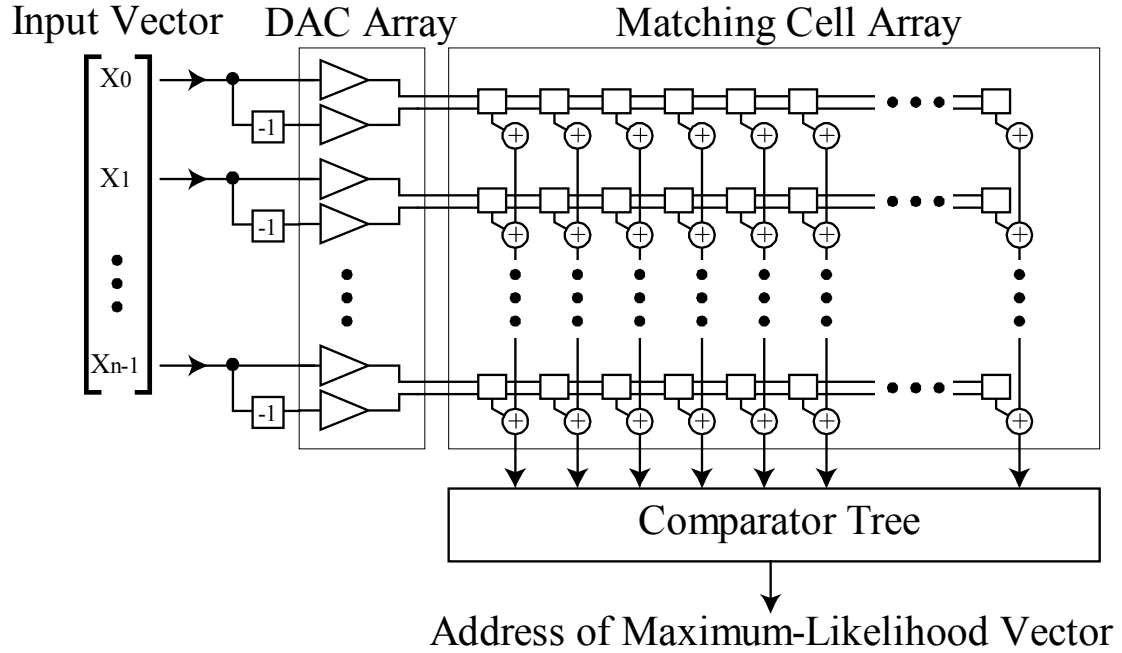 Input Vector DAC Array Matching Cell Array
X0
-1
+ + + + + + +
X1
-1
+ + + + + + +
Xn-1
-1
+ + + + + + +
Comparator Tree
Address of Maximum-Likelihood Vector